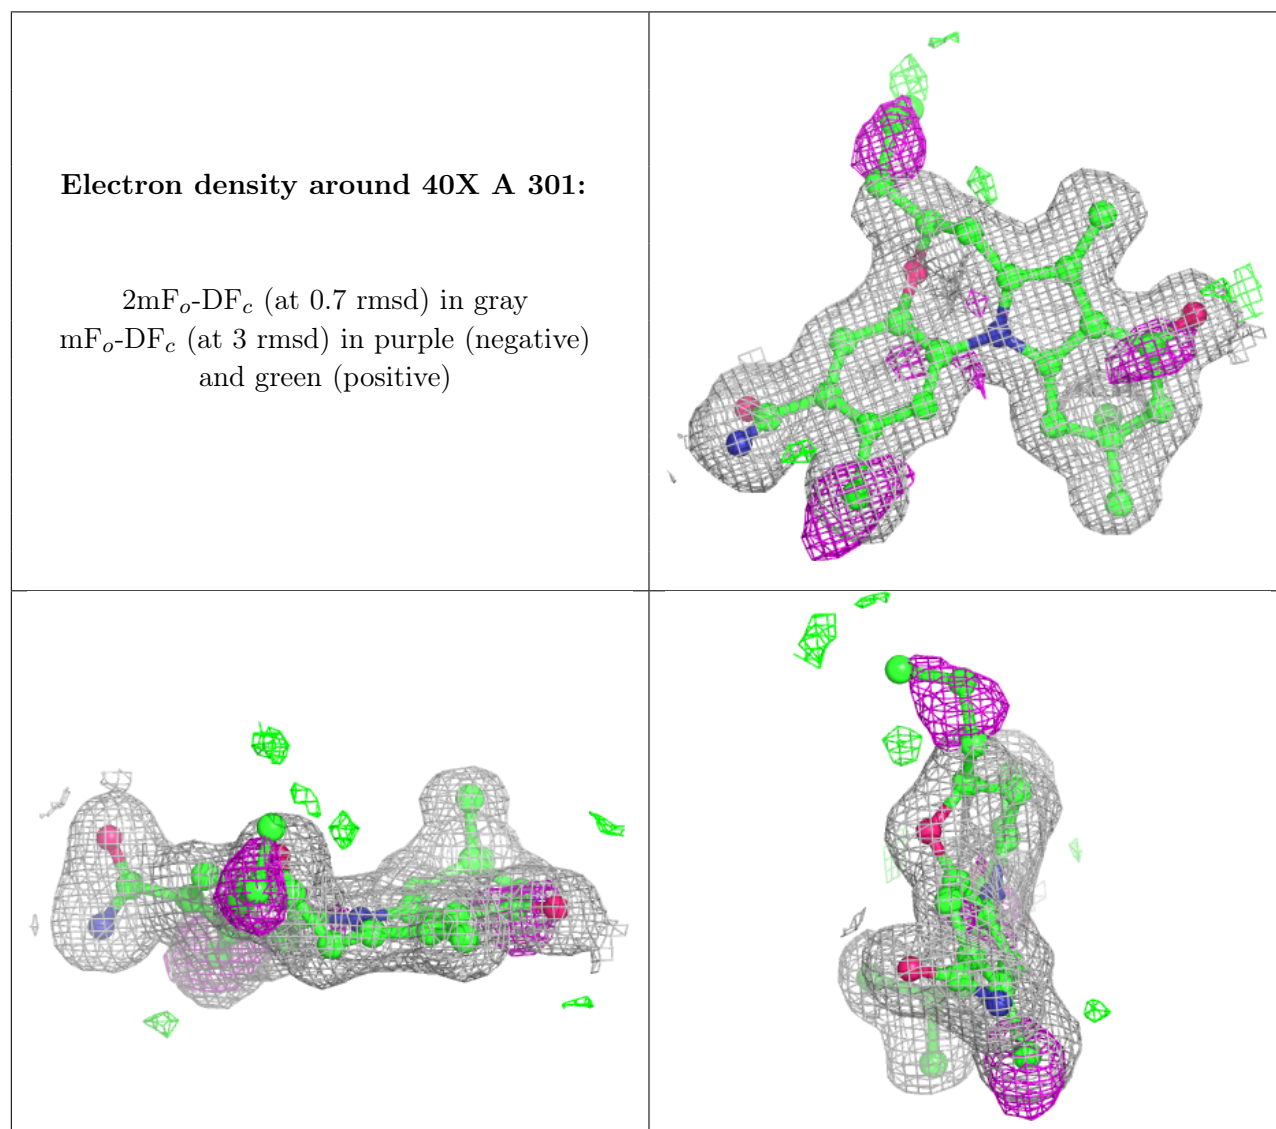 Electron density around 40X A 301:
2mFo-DFc (at 0.7 rmsd) in gray
mFo-DFc (at 3 rmsd) in purple (negative)
and green (positive)